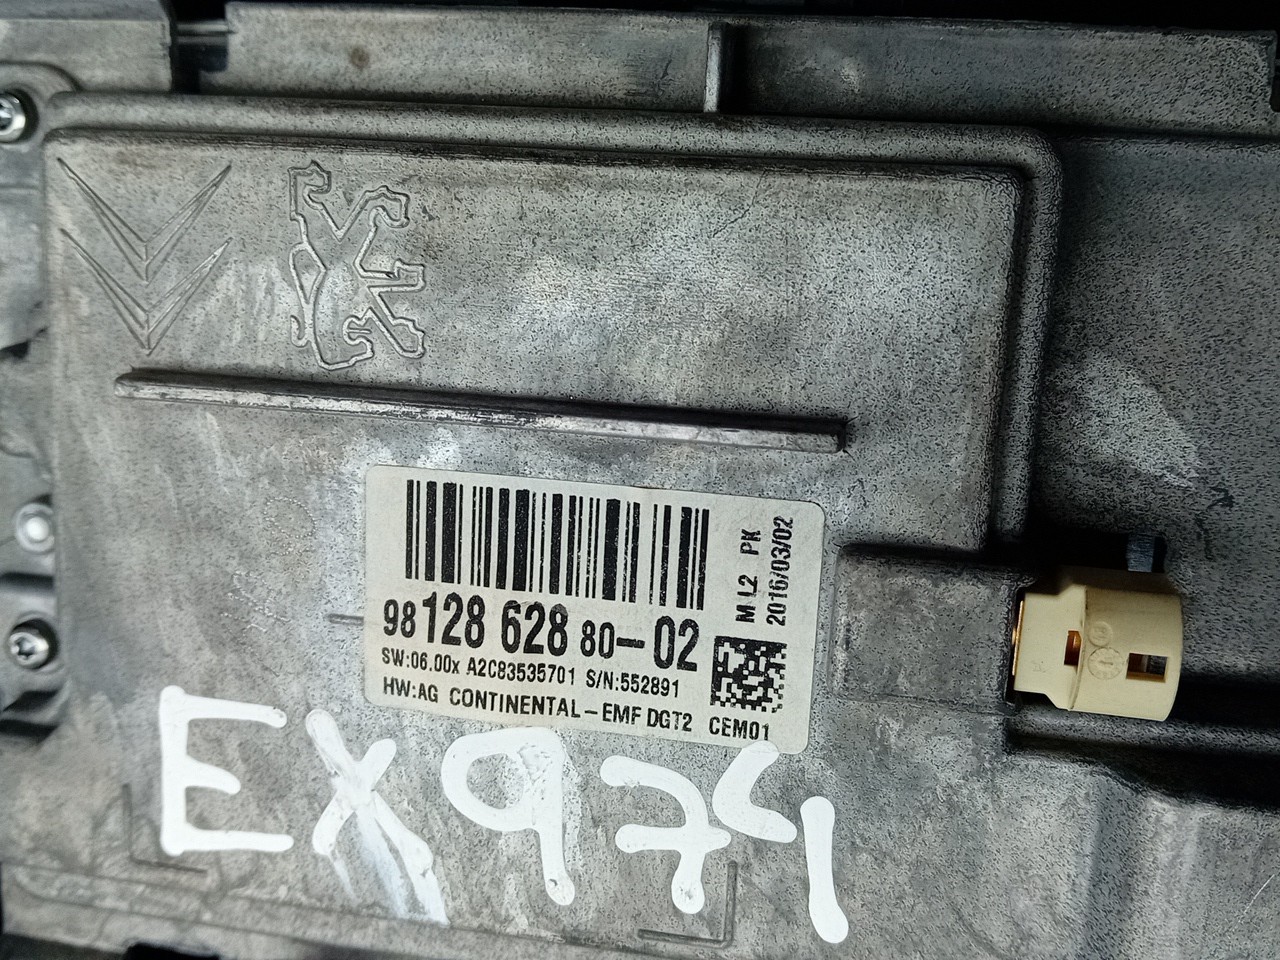 98 128 628 80-02
SW:06.00x A2C83535701 S/N:552891
HW:AG CONTINENTAL-EMF DGT2 CEM01
M L2 PK
2016/03/02
EX974